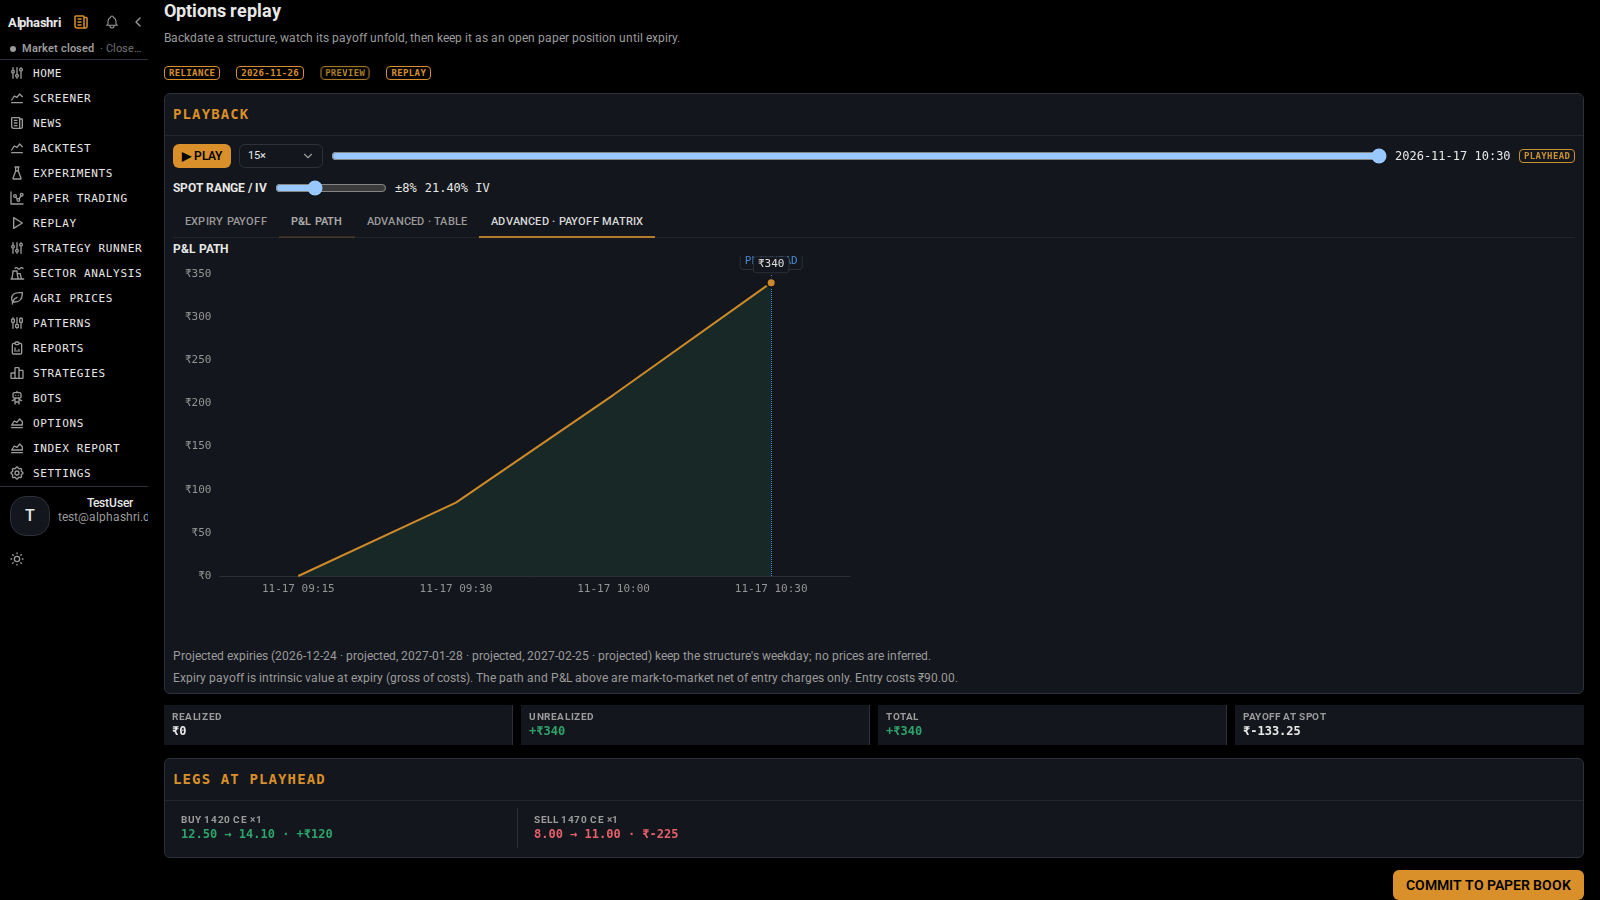 Alphashri
Market closed · Close...
HOME
SCREENER
NEWS
BACKTEST
EXPERIMENTS
PAPER TRADING
REPLAY
STRATEGY RUNNER
SECTOR ANALYSIS
AGRI PRICES
PATTERNS
REPORTS
STRATEGIES
BOTS
OPTIONS
INDEX REPORT
SETTINGS
T
TestUser
test@alphashri.d
Options replay
Backdate a structure, watch its payoff unfold, then keep it as an open paper position until expiry.
RELIANCE 2026-11-26 PREVIEW REPLAY
PLAYBACK
▶ PLAY 15× 2026-11-17 10:30 PLAYHEAD
SPOT RANGE / IV ±8% 21.40% IV
EXPIRY PAYOFF P&L PATH ADVANCED · TABLE ADVANCED · PAYOFF MATRIX
P&L PATH
₹340
₹350
₹300
₹250
₹200
₹150
₹100
₹50
₹0
11-17 09:15 11-17 09:30 11-17 10:00 11-17 10:30
Projected expiries (2026-12-24 · projected, 2027-01-28 · projected, 2027-02-25 · projected) keep the structure's weekday; no prices are inferred.
Expiry payoff is intrinsic value at expiry (gross of costs). The path and P&L above are mark-to-market net of entry charges only. Entry costs ₹90.00.
REALIZED
₹0
UNREALIZED
+₹340
TOTAL
+₹340
PAYOFF AT SPOT
₹-133.25
LEGS AT PLAYHEAD
BUY 1420 CE ×1
12.50 → 14.10 · +₹120
SELL 1470 CE ×1
8.00 → 11.00 · ₹-225
COMMIT TO PAPER BOOK